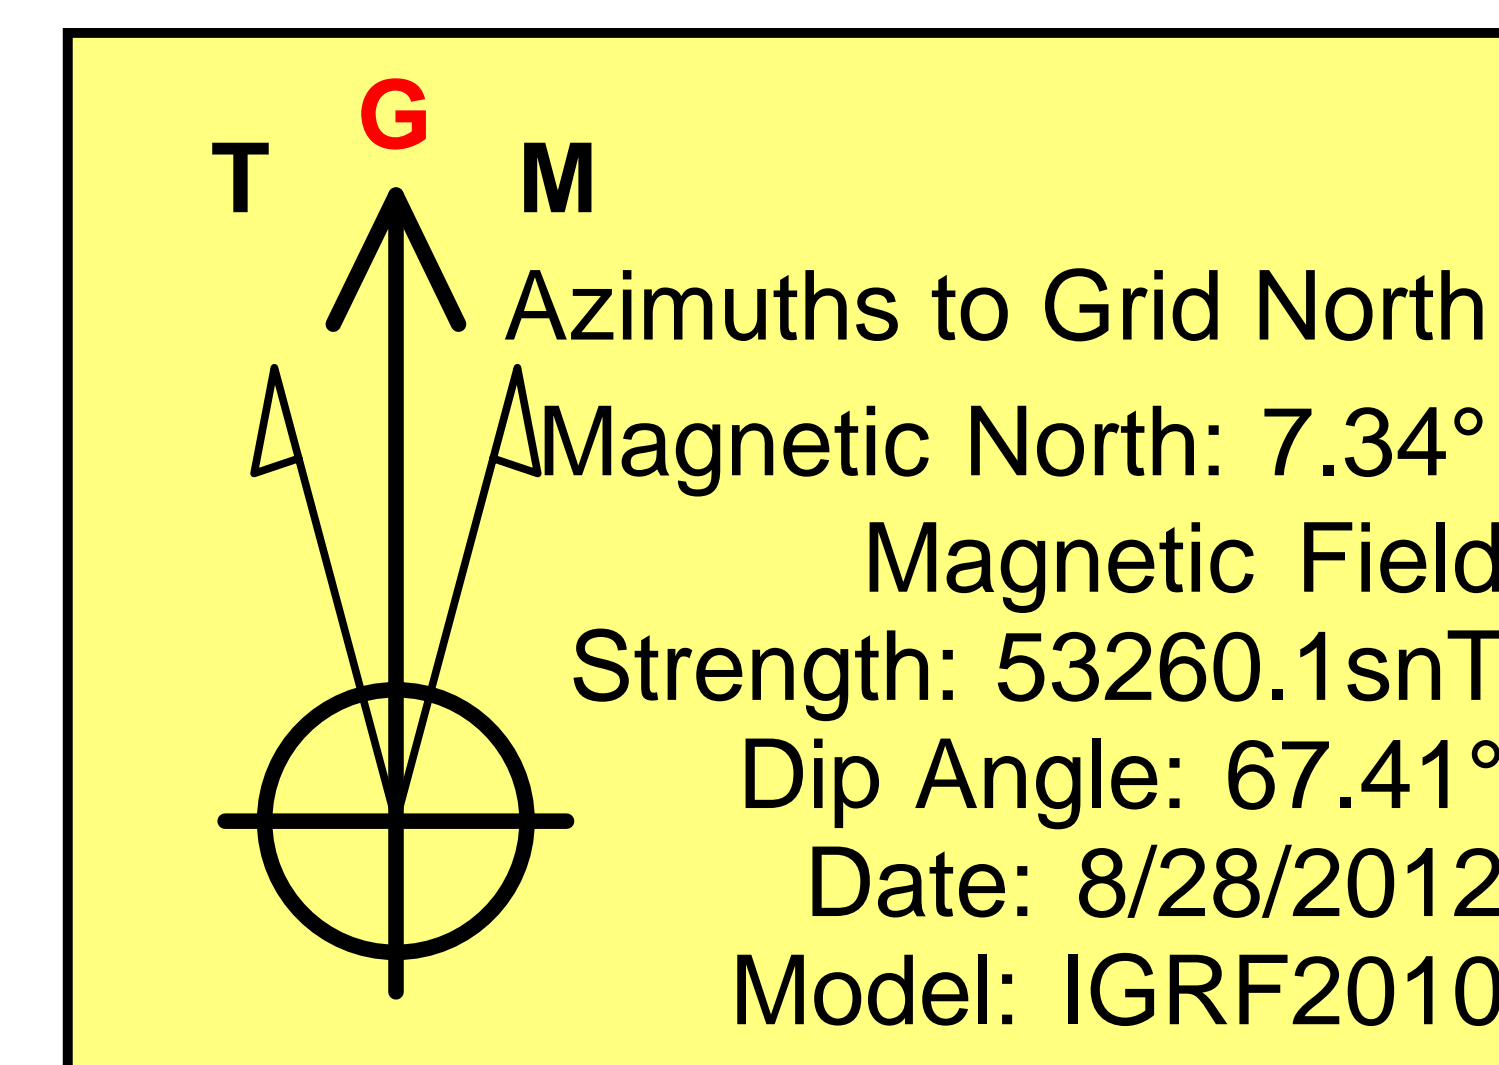 G
T M
Azimuths to Grid North
Magnetic North: 7.34°
Magnetic Field
Strength: 53260.1snT
Dip Angle: 67.41°
Date: 8/28/2012
Model: IGRF2010